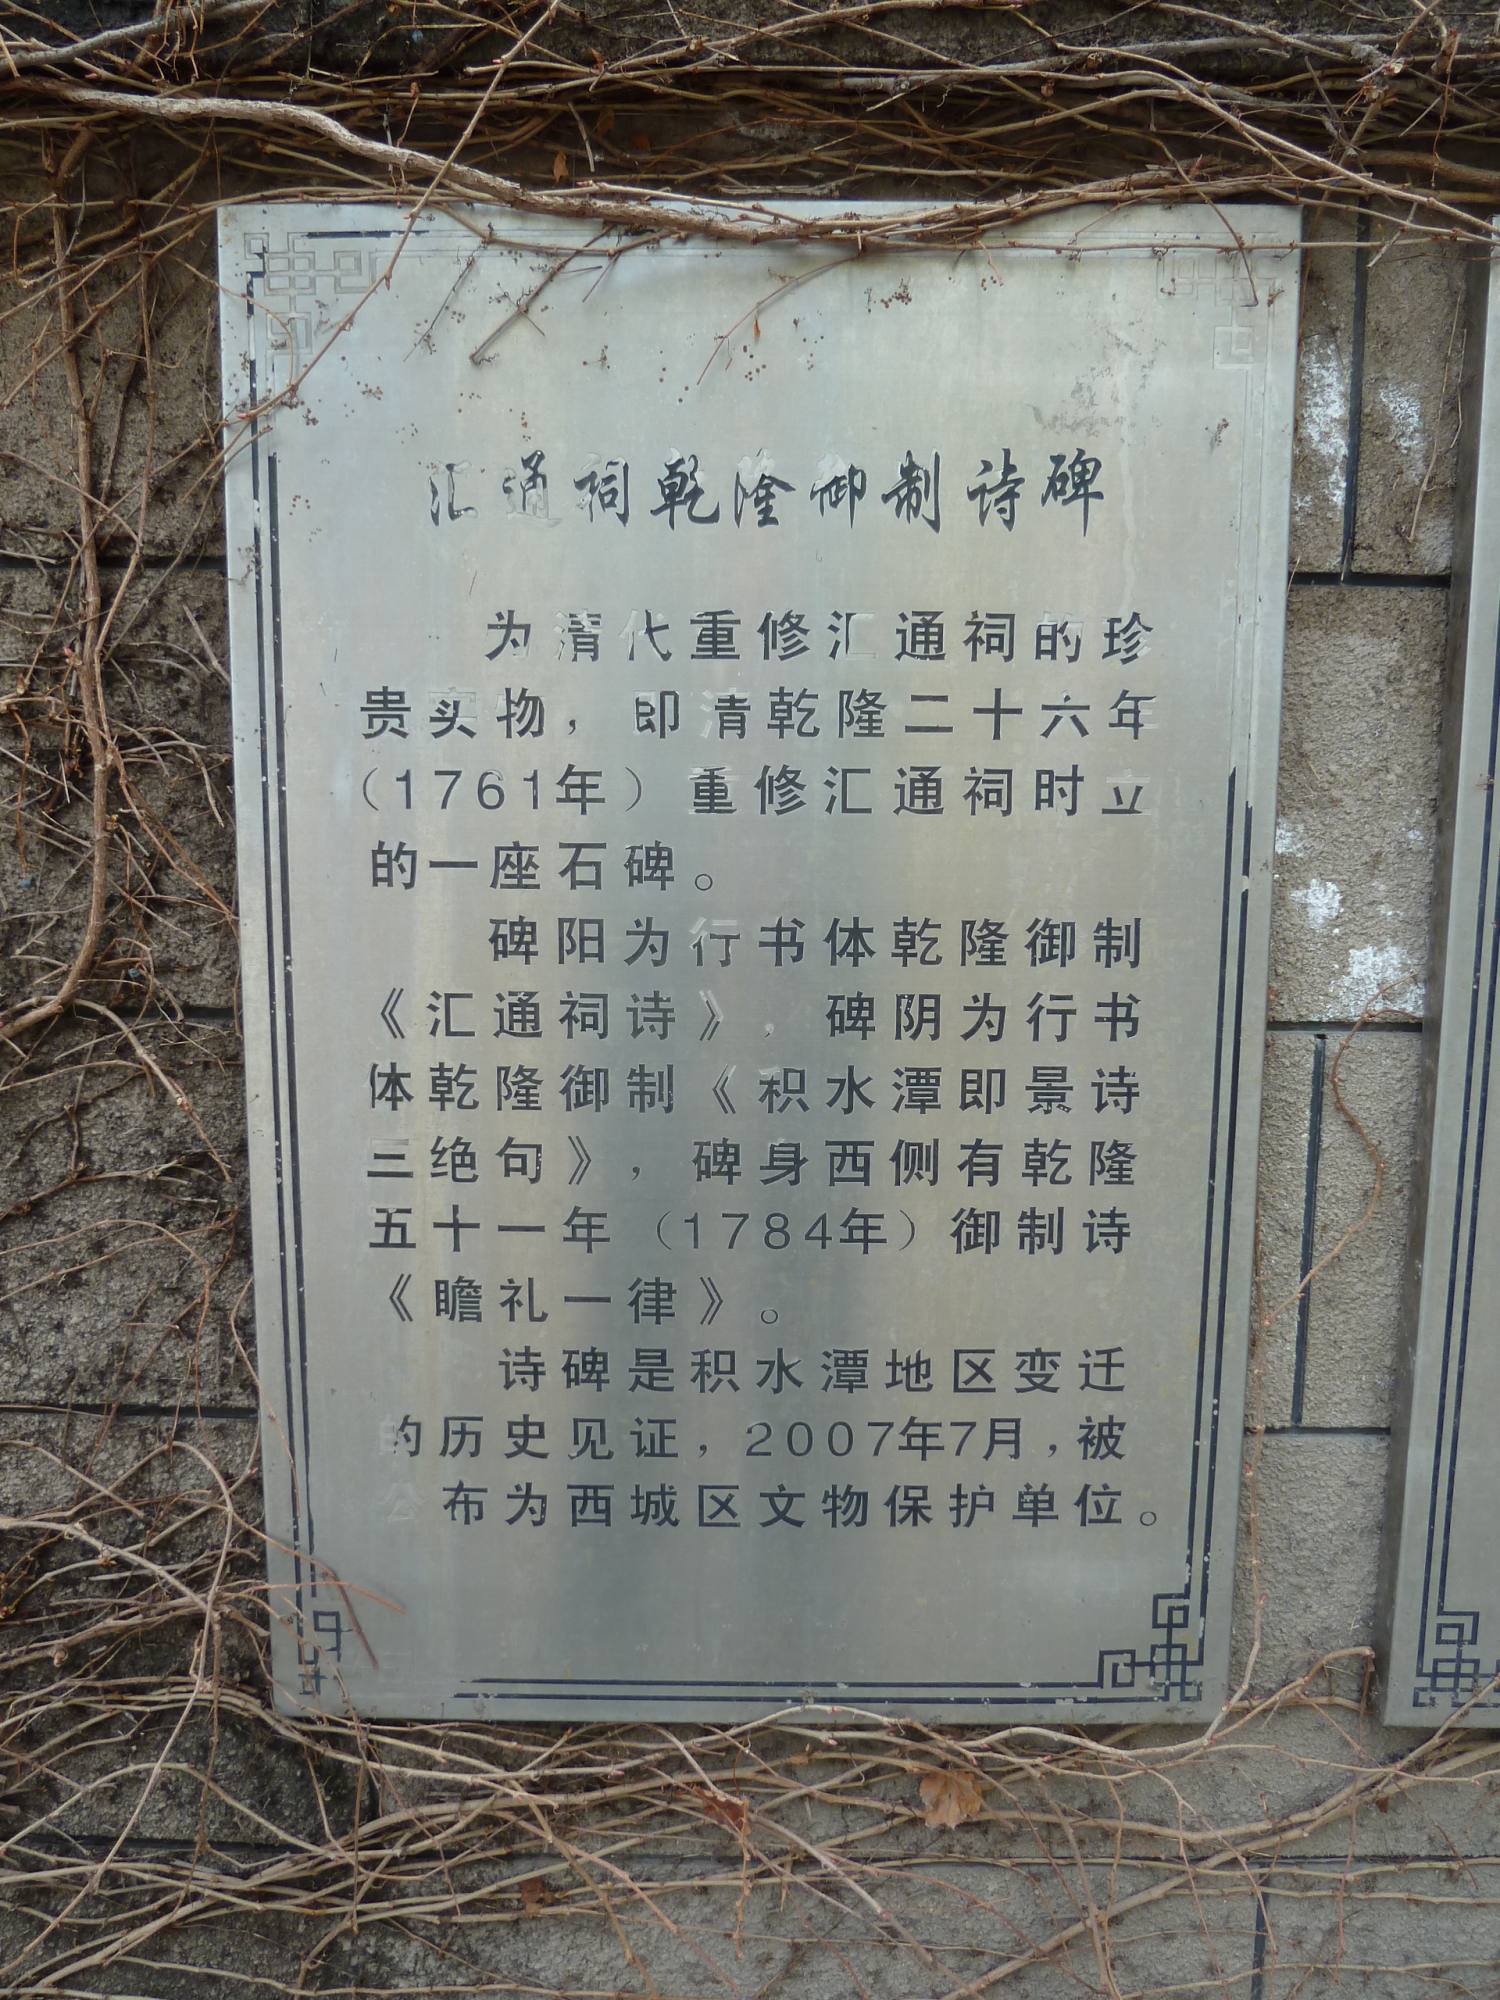 汇通祠乾隆御制诗碑
为清代重修汇通祠的珍
贵实物，即清乾隆二十六年
（1761年）重修汇通祠时立
的一座石碑。
碑阳为行书体乾隆御制
《汇通祠诗》，碑阴为行书
体乾隆御制《积水潭即景诗
三绝句》，碑身西侧有乾隆
五十一年（1784年）御制诗
《瞻礼一律》。
诗碑是积水潭地区变迁
的历史见证，2007年7月，被
公布为西城区文物保护单位。